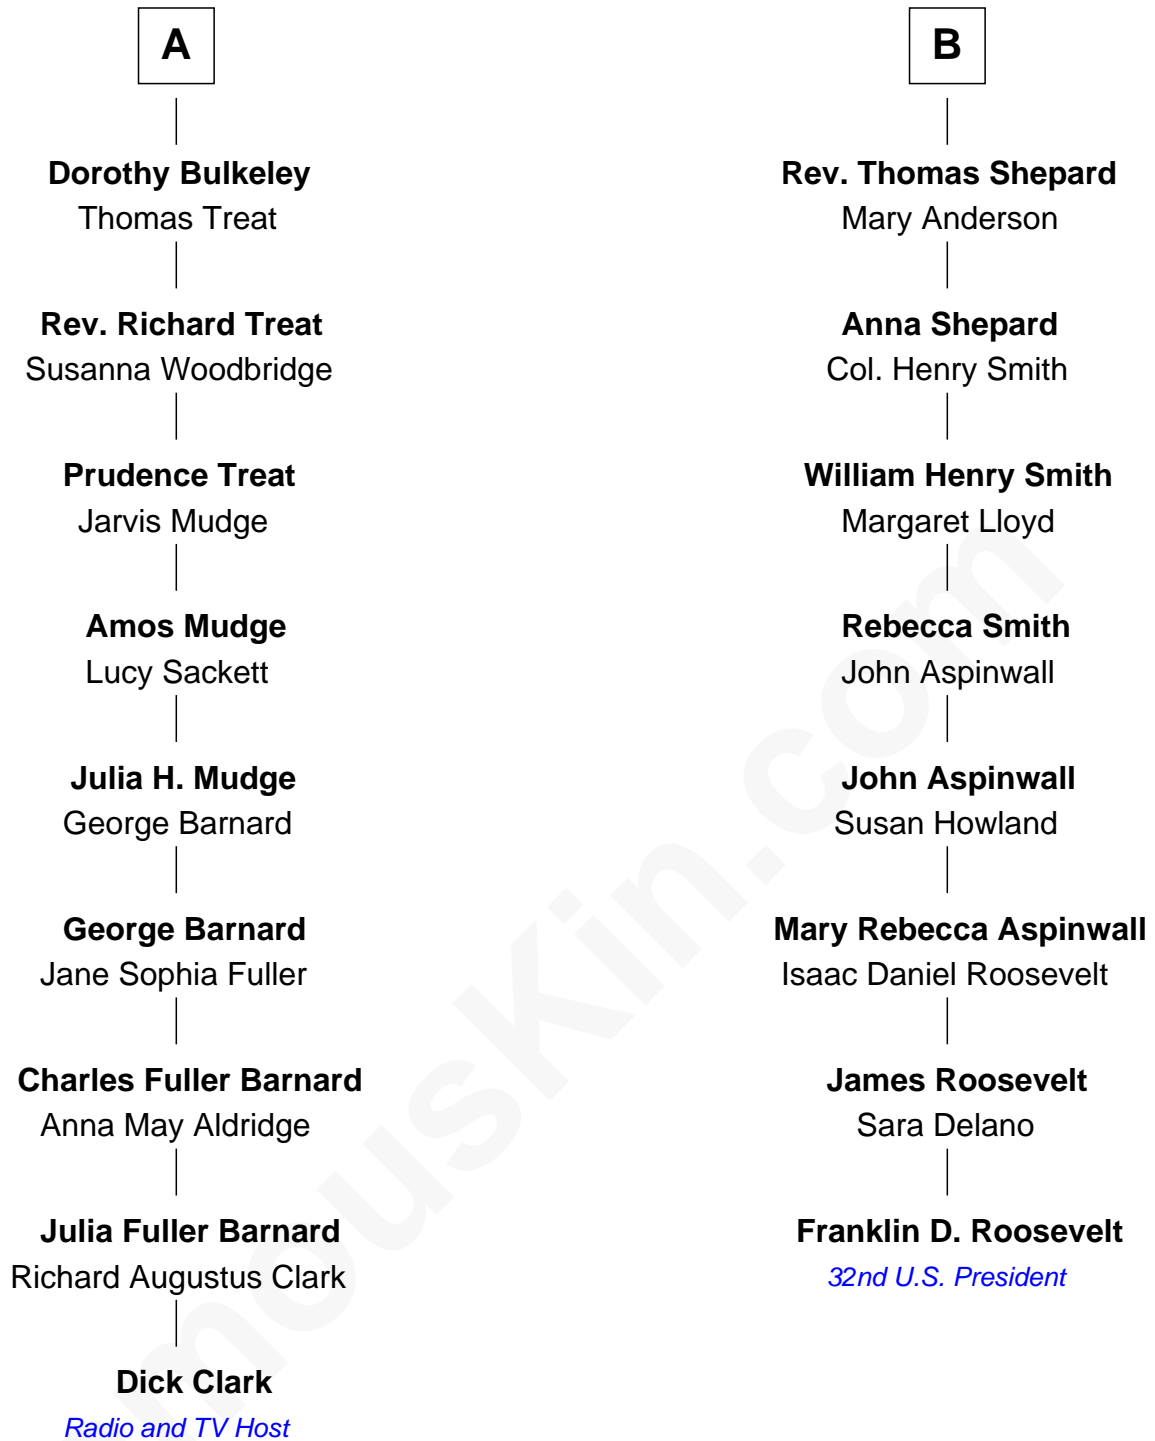 A
Dorothy Bulkeley
Thomas Treat
Rev. Richard Treat
Susanna Woodbridge
Prudence Treat
Jarvis Mudge
Amos Mudge
Lucy Sackett
Julia H. Mudge
George Barnard
George Barnard
Jane Sophia Fuller
Charles Fuller Barnard
Anna May Aldridge
Julia Fuller Barnard
Richard Augustus Clark
Dick Clark
Radio and TV Host
B
Rev. Thomas Shepard
Mary Anderson
Anna Shepard
Col. Henry Smith
William Henry Smith
Margaret Lloyd
Rebecca Smith
John Aspinwall
John Aspinwall
Susan Howland
Mary Rebecca Aspinwall
Isaac Daniel Roosevelt
James Roosevelt
Sara Delano
Franklin D. Roosevelt
32nd U.S. President
mousKin.com